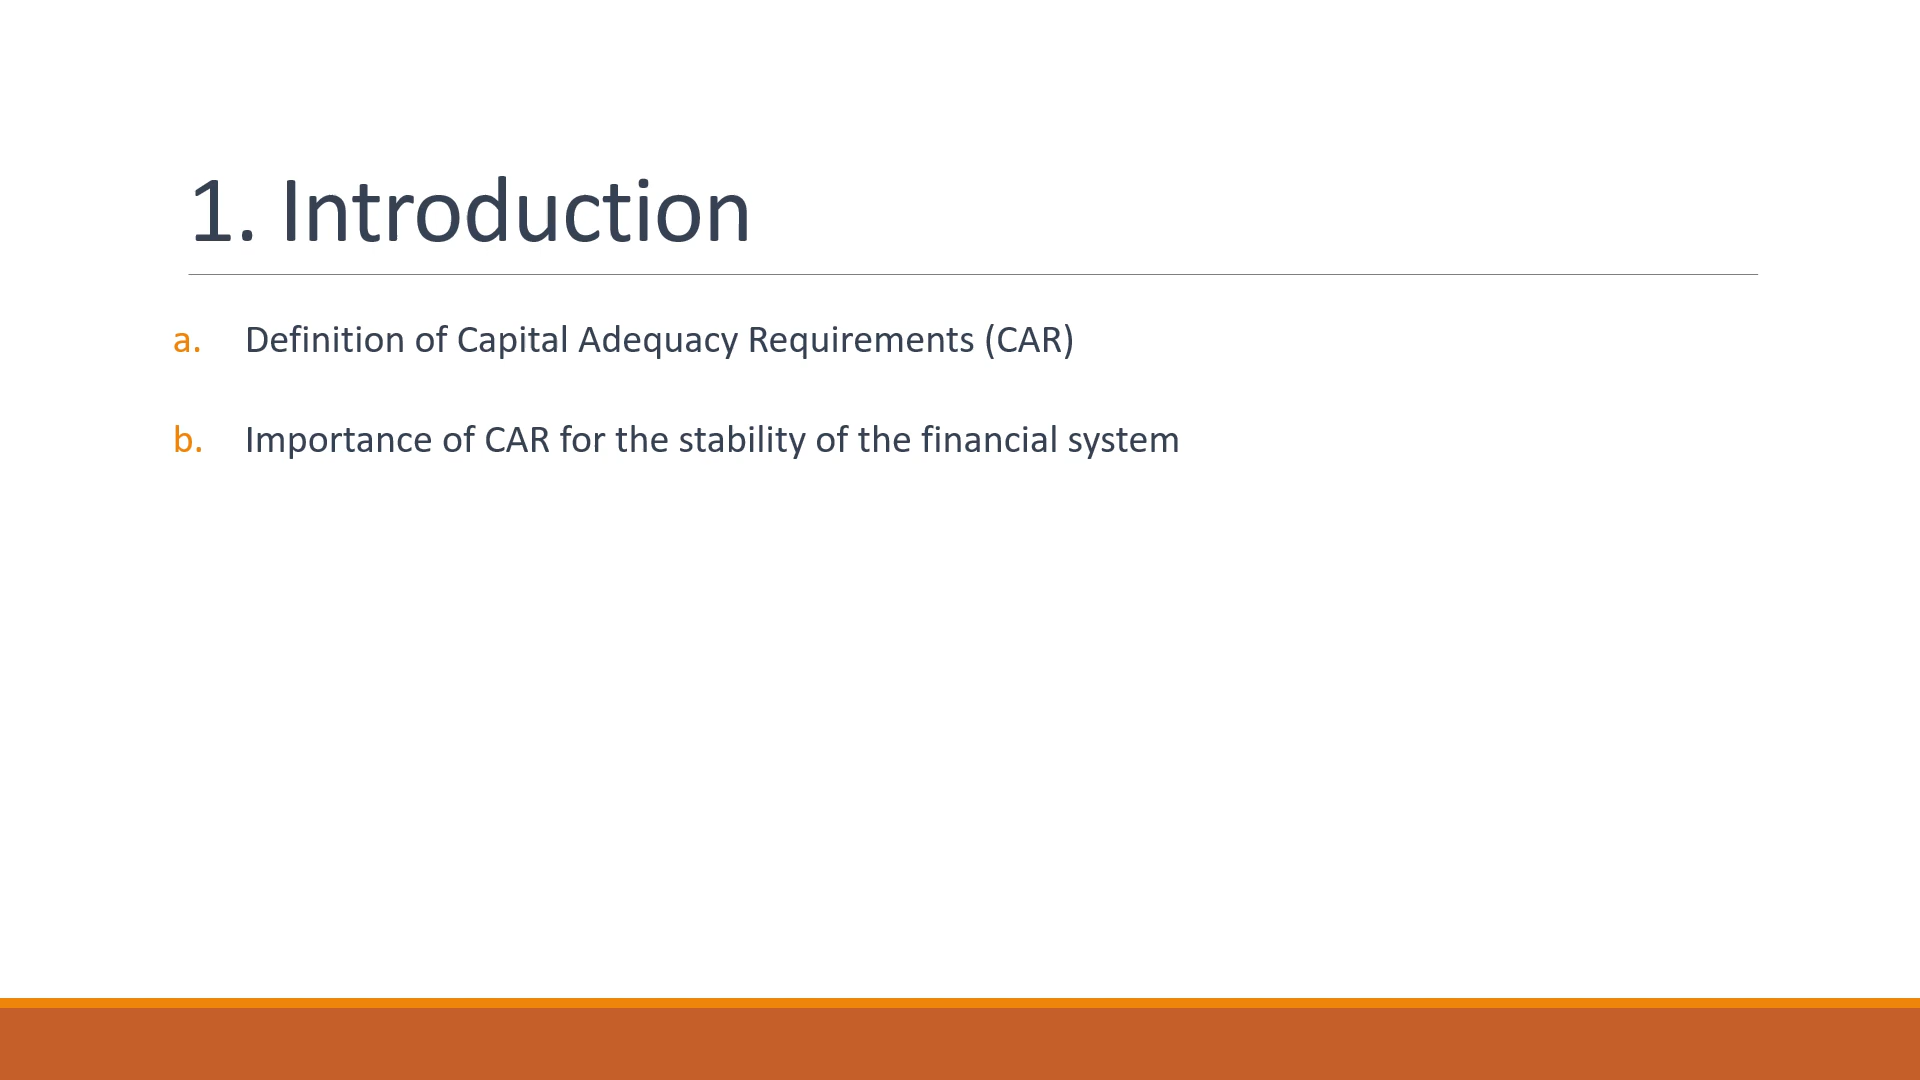 1. Introduction
a. Definition of Capital Adequacy Requirements (CAR)
b. Importance of CAR for the stability of the financial system